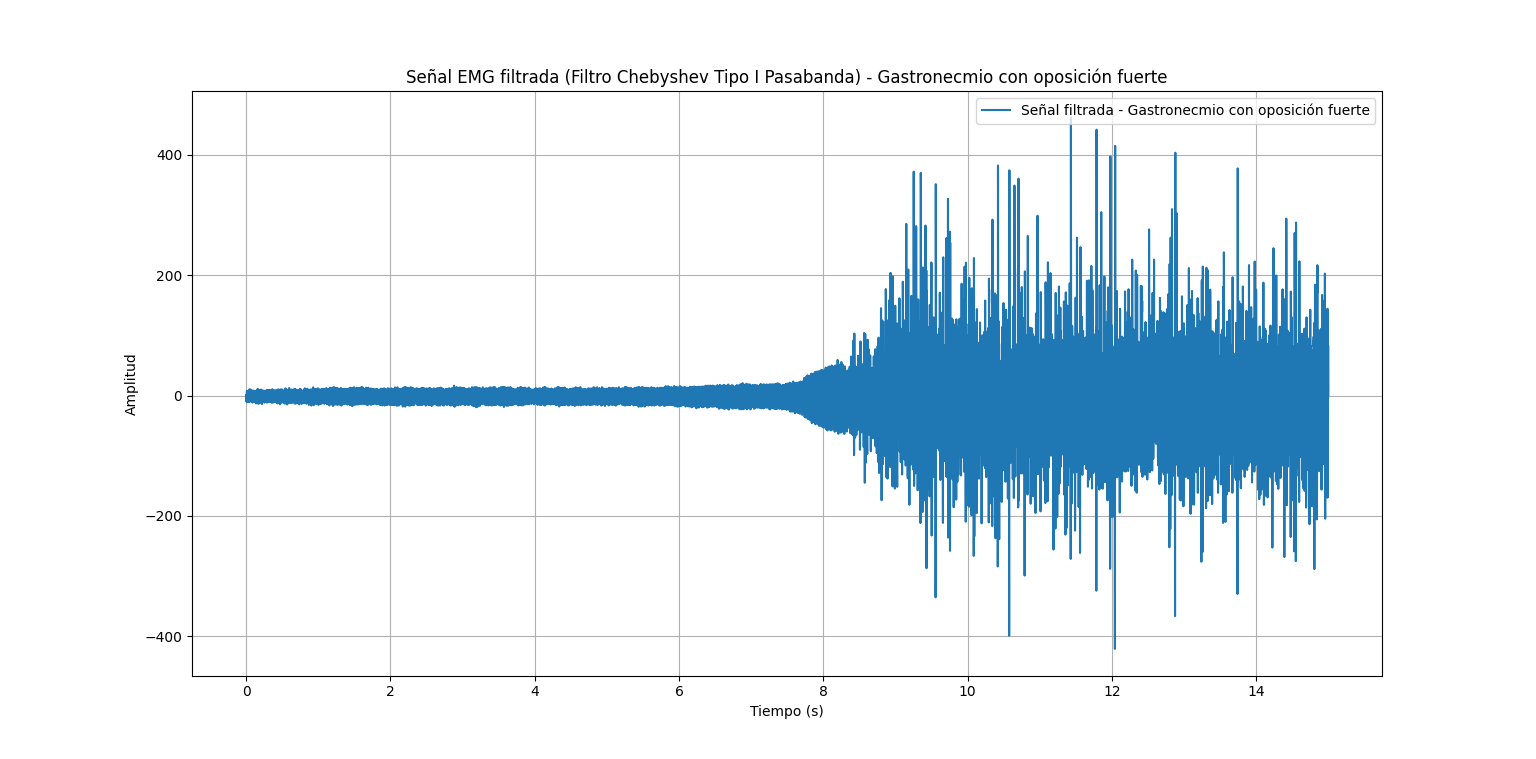 Señal EMG filtrada (Filtro Chebyshev Tipo I Pasabanda) - Gastronecmio con oposición fuerte
Señal filtrada - Gastronecmio con oposición fuerte
400
200
0
−200
−400
Amplitud
0 2 4 6 8 10 12 14
Tiempo (s)